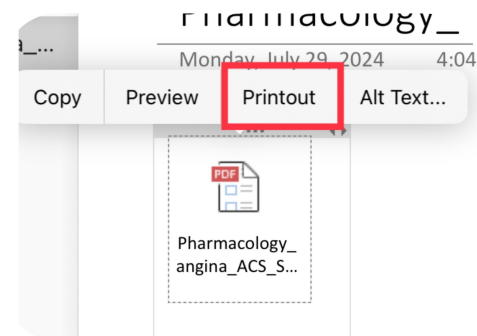 Pharmacology_
a_...
Monday, July 29, 2024 4:04
Copy Preview Printout Alt Text...
PDF
Pharmacology_
angina_ACS_S...